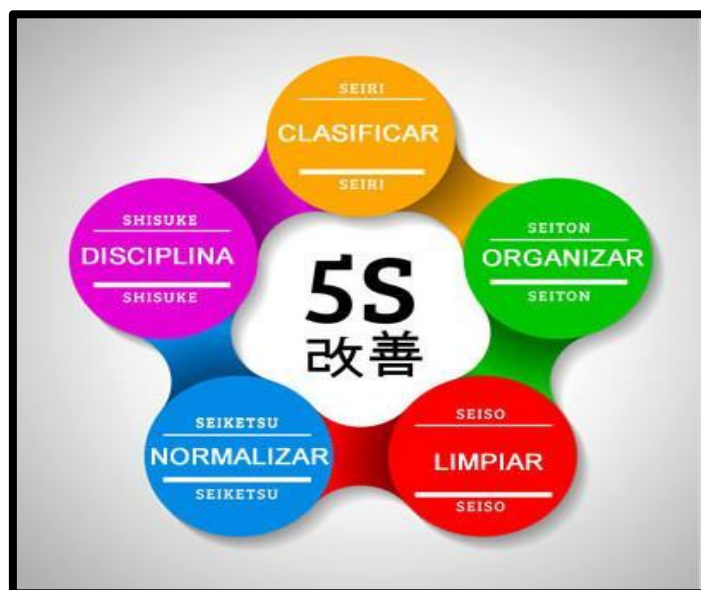 SEIRI
CLASIFICAR
SEIRI
SEITON
ORGANIZAR
SEITON
SEISO
LIMPIAR
SEISO
SEIKETSU
NORMALIZAR
SEIKETSU
SHISUKE
DISCIPLINA
SHISUKE
5S
改善